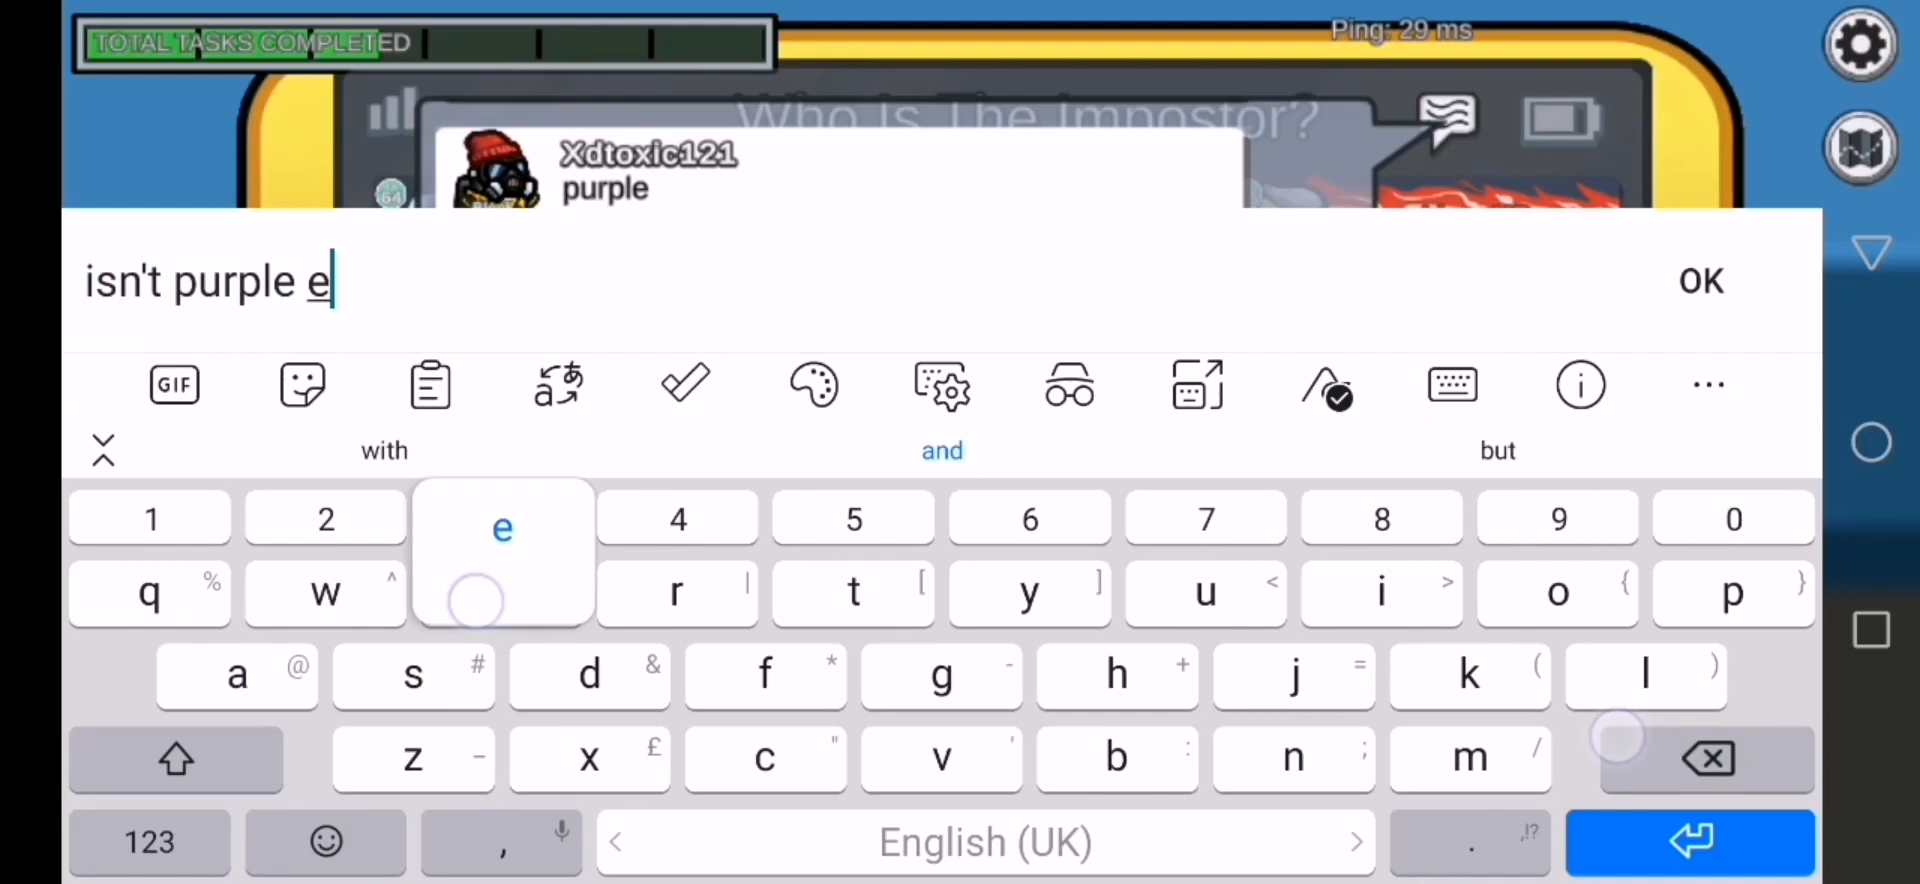 TOTAL TASKS COMPLETED
Ping: 29 ms
Who Is The Impostor?
64
Xdtoxic121
purple
isn't purple e
OK
GIF
with and but
1 2 e 4 5 6 7 8 9 0
q % w ^ r | t [ y ] u < i > o { p }
a @ s # d & f * g - h + j = k ( l )
z _ x £ c " v ' b : n ; m /
123 , < English (UK) > . ,!?